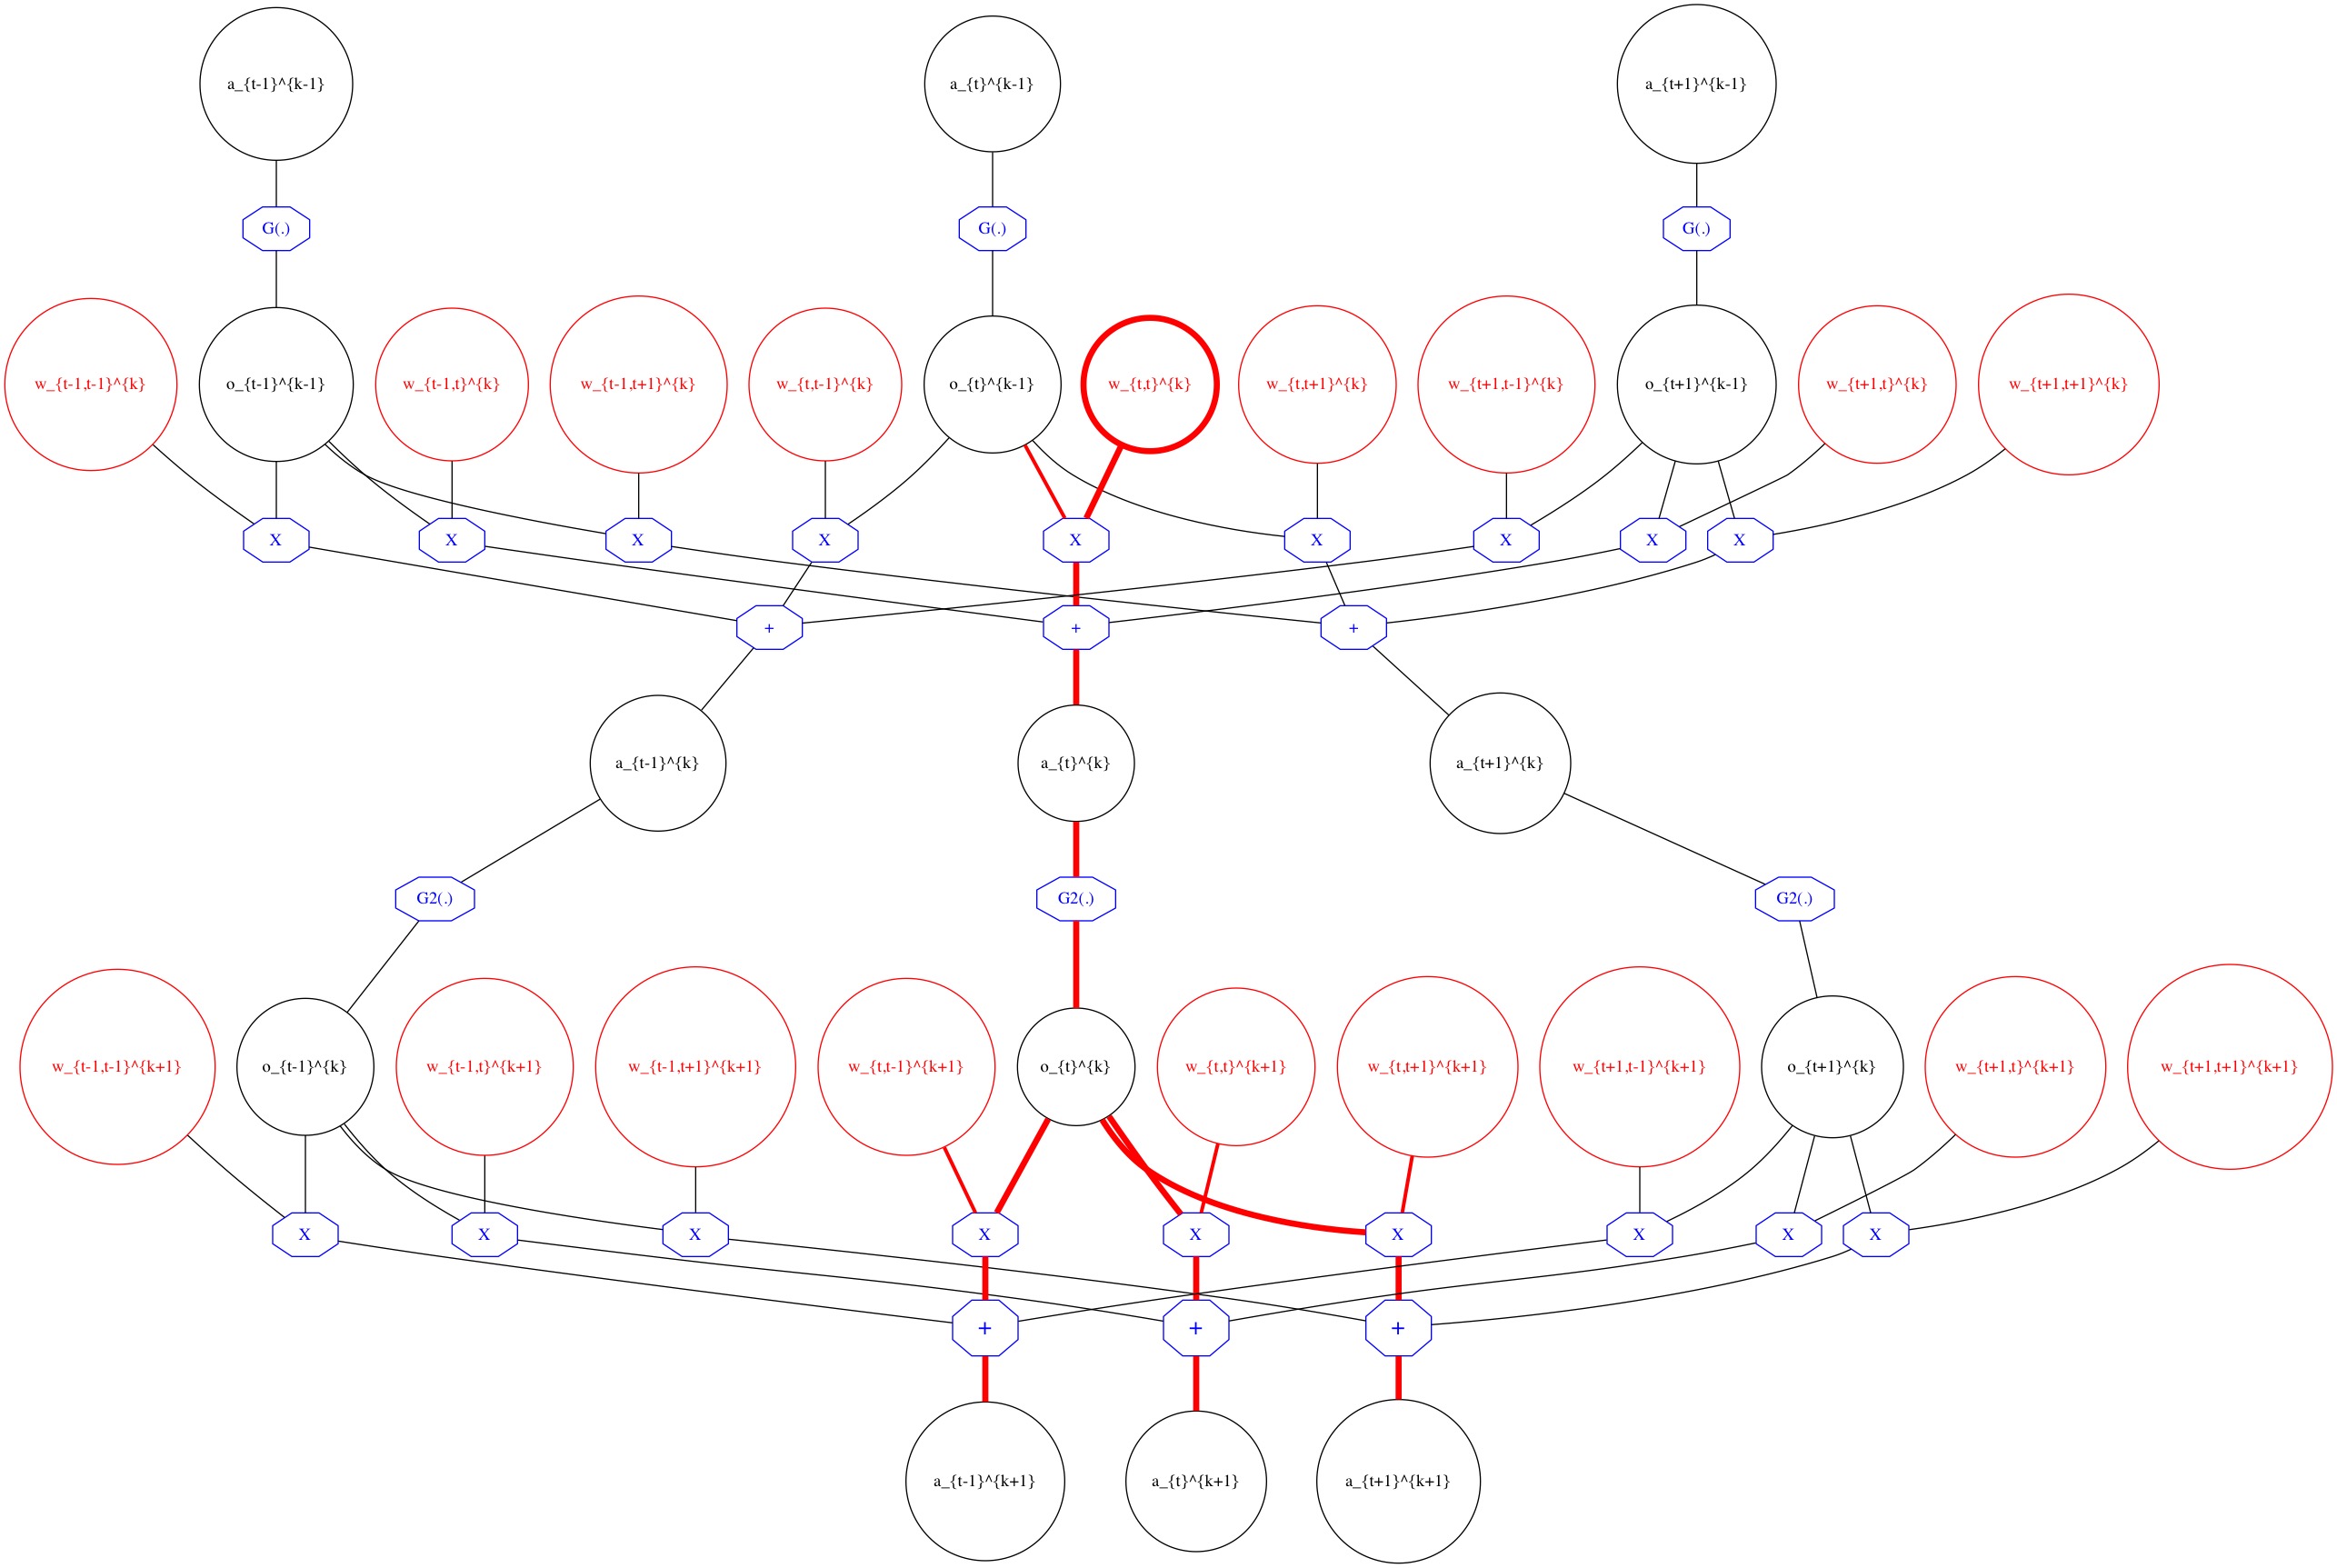 a_{t-1}^{k-1}
a_{t}^{k-1}
a_{t+1}^{k-1}
G(.)
G(.)
G(.)
w_{t-1,t-1}^{k}
o_{t-1}^{k-1}
w_{t-1,t}^{k}
w_{t-1,t+1}^{k}
w_{t,t-1}^{k}
o_{t}^{k-1}
w_{t,t}^{k}
w_{t,t+1}^{k}
w_{t+1,t-1}^{k}
o_{t+1}^{k-1}
w_{t+1,t}^{k}
w_{t+1,t+1}^{k}
X
X
X
X
X
X
X
X
X
+
+
+
a_{t-1}^{k}
a_{t}^{k}
a_{t+1}^{k}
G2(.)
G2(.)
G2(.)
w_{t-1,t-1}^{k+1}
o_{t-1}^{k}
w_{t-1,t}^{k+1}
w_{t-1,t+1}^{k+1}
w_{t,t-1}^{k+1}
o_{t}^{k}
w_{t,t}^{k+1}
w_{t,t+1}^{k+1}
w_{t+1,t-1}^{k+1}
o_{t+1}^{k}
w_{t+1,t}^{k+1}
w_{t+1,t+1}^{k+1}
X
X
X
X
X
X
X
X
X
+
+
+
a_{t-1}^{k+1}
a_{t}^{k+1}
a_{t+1}^{k+1}